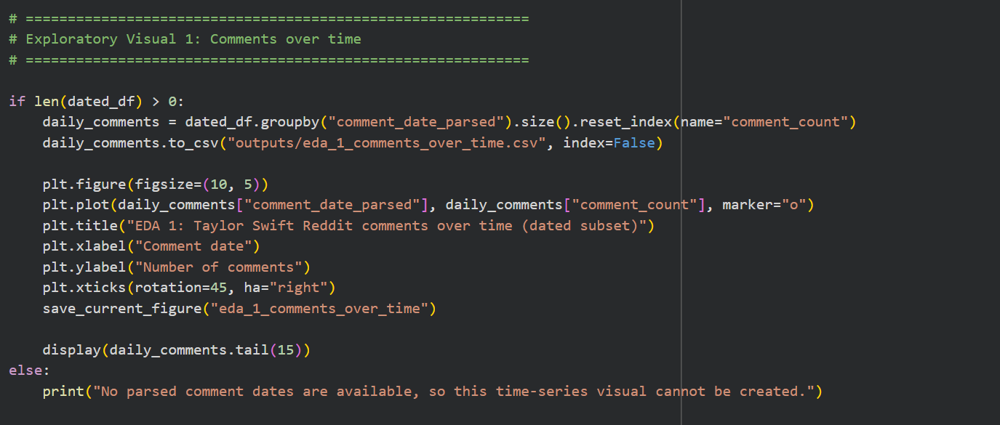 # ============================================================
# Exploratory Visual 1: Comments over time
# ============================================================
if len(dated_df) > 0:
    daily_comments = dated_df.groupby("comment_date_parsed").size().reset_index(name="comment_count")
    daily_comments.to_csv("outputs/eda_1_comments_over_time.csv", index=False)
    plt.figure(figsize=(10, 5))
    plt.plot(daily_comments["comment_date_parsed"], daily_comments["comment_count"], marker="o")
    plt.title("EDA 1: Taylor Swift Reddit comments over time (dated subset)")
    plt.xlabel("Comment date")
    plt.ylabel("Number of comments")
    plt.xticks(rotation=45, ha="right")
    save_current_figure("eda_1_comments_over_time")
    display(daily_comments.tail(15))
else:
    print("No parsed comment dates are available, so this time-series visual cannot be created.")